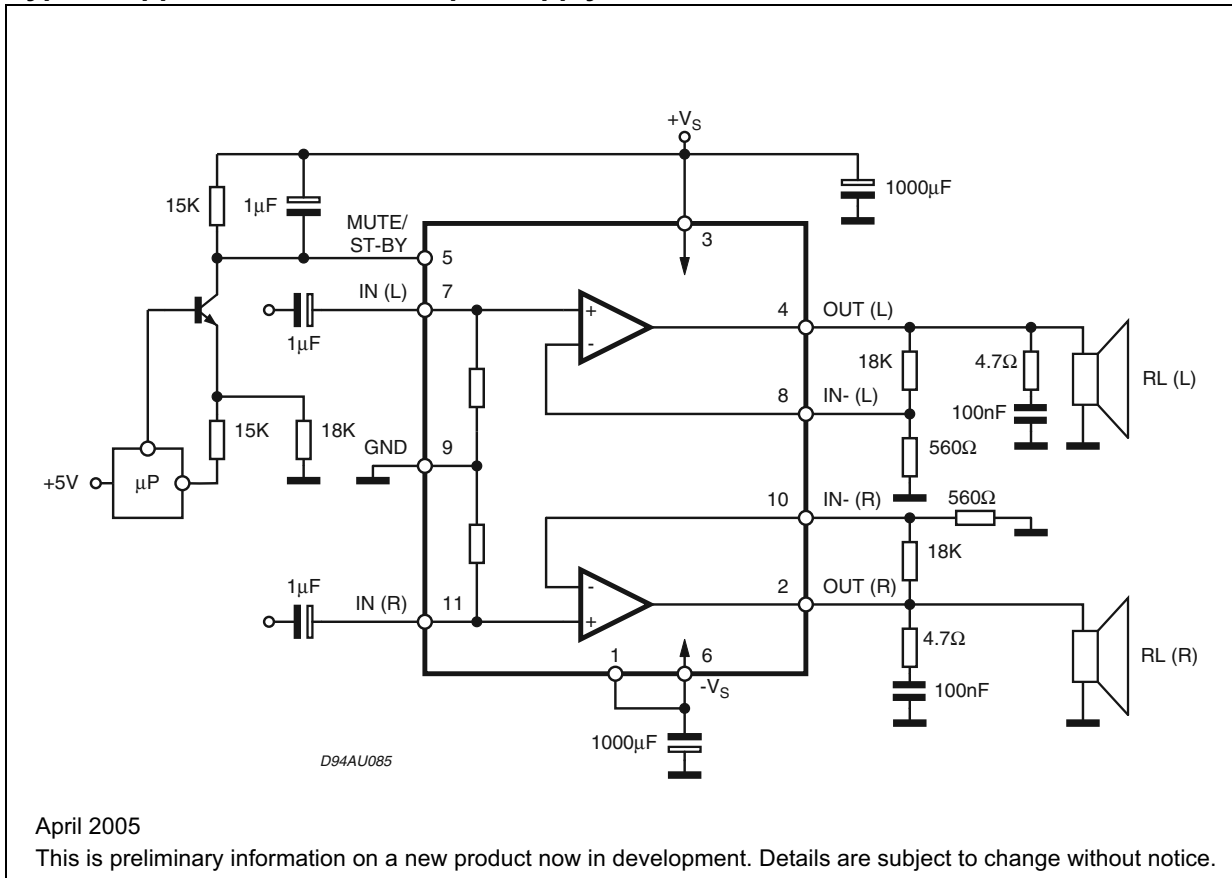 +VS
1000µF
15K
1µF
MUTE/
ST-BY
5
3
IN (L)
7
1µF
+
-
4
OUT (L)
18K
4.7Ω
RL (L)
8
IN- (L)
100nF
15K
18K
GND
9
560Ω
+5V
µP
10
IN- (R)
560Ω
18K
1µF
IN (R)
11
-
+
2
OUT (R)
4.7Ω
RL (R)
1
6
-VS
100nF
1000µF
D94AU085
April 2005
This is preliminary information on a new product now in development. Details are subject to change without notice.